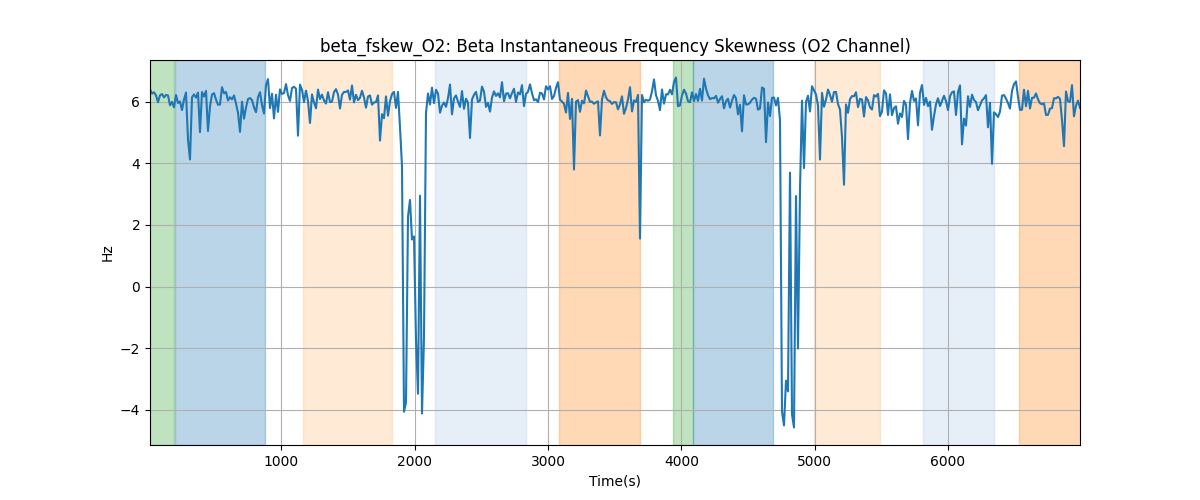 beta_fskew_O2: Beta Instantaneous Frequency Skewness (O2 Channel)
6
4
2
0
−2
−4
Hz
1000 2000 3000 4000 5000 6000
Time(s)